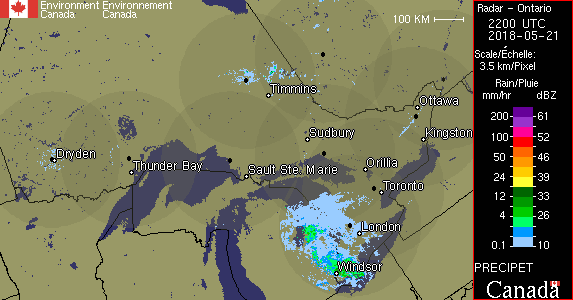 Environment Environnement
Canada Canada
100 KM
Timmins
Ottawa
Sudbury
Kingston
Dryden
Thunder Bay
Sault Ste. Marie
Orillia
Toronto
London
Windsor
Radar - Ontario
2200 UTC
2018-05-21
Scale/Échelle:
3.5 km/Pixel
Rain/Pluie
mm/hr dBZ
200 61
100 52
50 46
24 39
12 33
4 26
0.1 10
PRECIPET
Canada